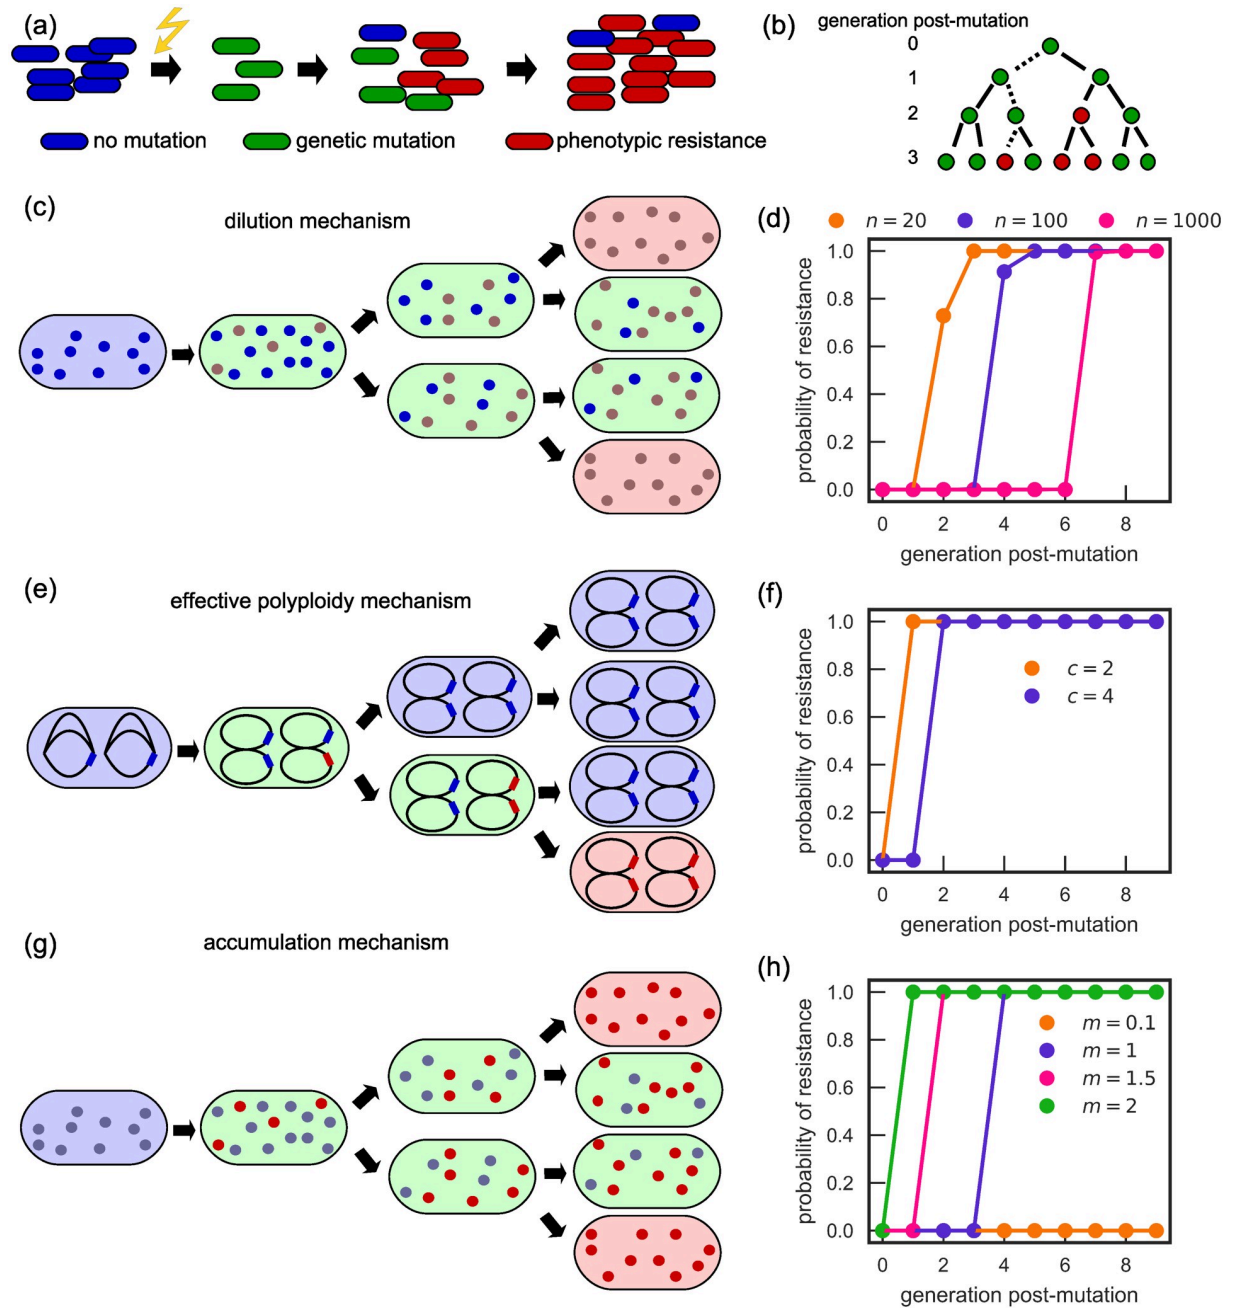 (a)
no mutation
genetic mutation
phenotypic resistance
(b)
generation post-mutation
0
1
2
3
(c)
dilution mechanism
(d)
n = 20
n = 100
n = 1000
1.0
0.8
0.6
0.4
0.2
0.0
probability of resistance
0 2 4 6 8
generation post-mutation
(e)
effective polyploidy mechanism
(f)
1.0
0.8
0.6
0.4
0.2
0.0
probability of resistance
c = 2
c = 4
0 2 4 6 8
generation post-mutation
(g)
accumulation mechanism
(h)
1.0
0.8
0.6
0.4
0.2
0.0
probability of resistance
m = 0.1
m = 1
m = 1.5
m = 2
0 2 4 6 8
generation post-mutation